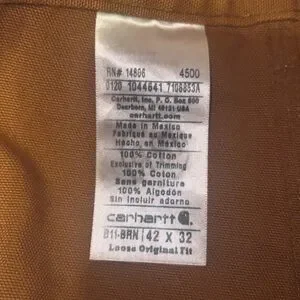 RN# 14806 4500
0120 1044641 7108853A
Carhartt, Inc. P. O. Box 600
Dearborn, MI 48121 USA
carhartt.com
Made in Mexico
Fabriqué au Mexique
Hecho en México
100% Cotton
Exclusive of Trimming
100% Coton
Sans garniture
100% Algodón
Sin incluir adorno
carhartt
B11-BRN 42 X 32
Loose Original Fit